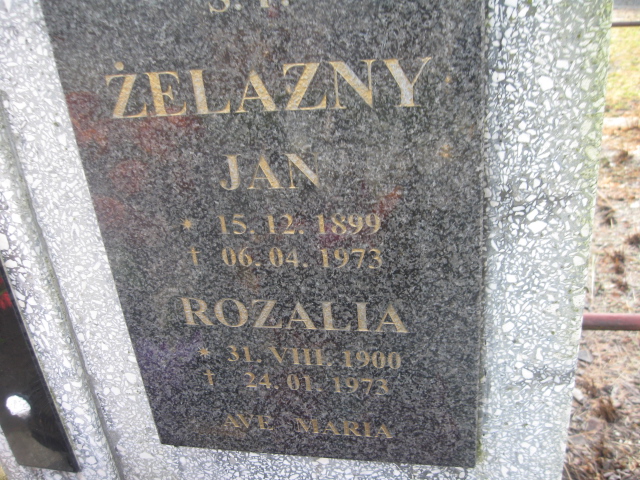 Ś. P.
ŻELAZNY
JAN
* 15. 12. 1899
† 06. 04. 1973
ROZALIA
* 31. VIII. 1900
† 24. 01. 1973
AVE MARIA